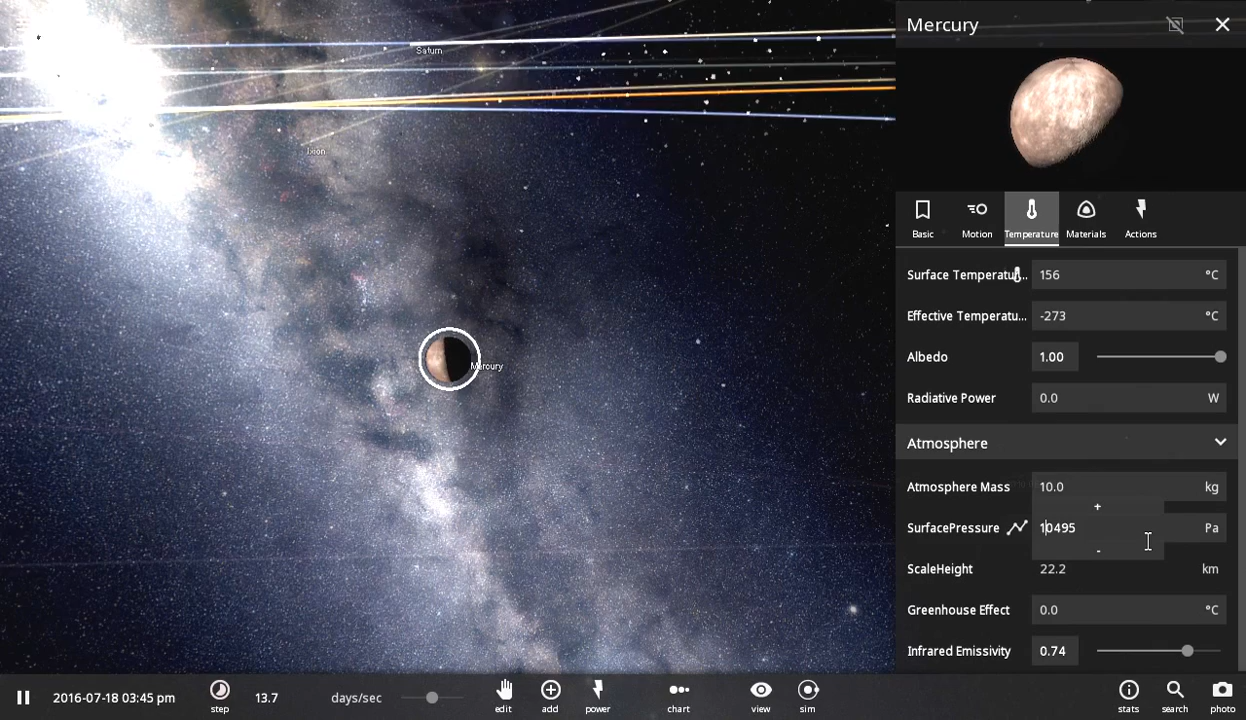 Mercury
Saturn
Ixion
Mercury
Basic
Motion
Temperature
Materials
Actions
Surface Temperatu... 156 °C
Effective Temperatu... -273 °C
Albedo 1.00
Radiative Power 0.0 W
Atmosphere
Atmosphere Mass 10.0 kg
+
SurfacePressure 10495 Pa
-
ScaleHeight 22.2 km
Greenhouse Effect 0.0 °C
Infrared Emissivity 0.74
2016-07-18 03:45 pm
step
13.7 days/sec
edit
add
power
chart
view
sim
stats
search
photo